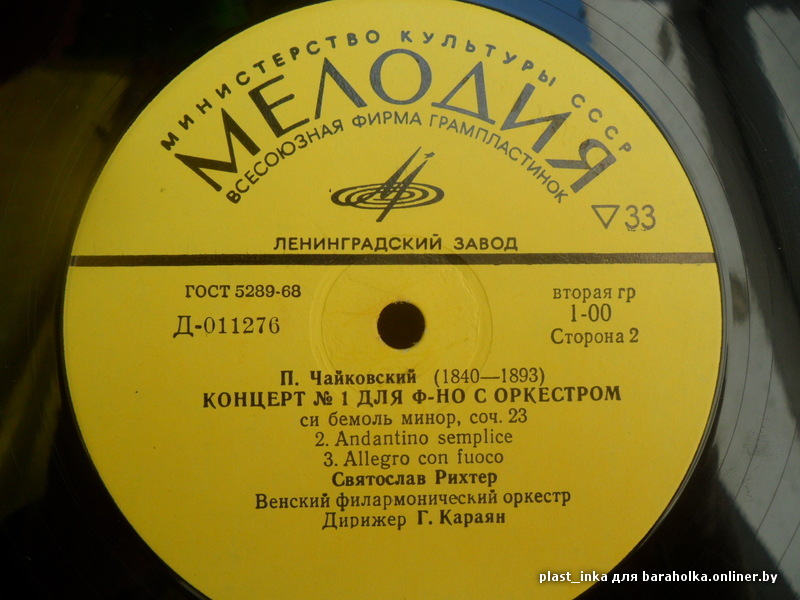 МИНИСТЕРСТВО КУЛЬТУРЫ СССР
МЕЛОДИЯ
ВСЕСОЮЗНАЯ ФИРМА ГРАМПЛАСТИНОК
33
ЛЕНИНГРАДСКИЙ ЗАВОД
ГОСТ 5289-68
Д-011276
вторая гр
1-00
Сторона 2
П. Чайковский (1840—1893)
КОНЦЕРТ № 1 ДЛЯ Ф-НО С ОРКЕСТРОМ
си бемоль минор, соч. 23
2. Andantino semplice
3. Allegro con fuoco
Святослав Рихтер
Венский филармонический оркестр
Дирижер Г. Караян
plast_inka для baraholka.onliner.by